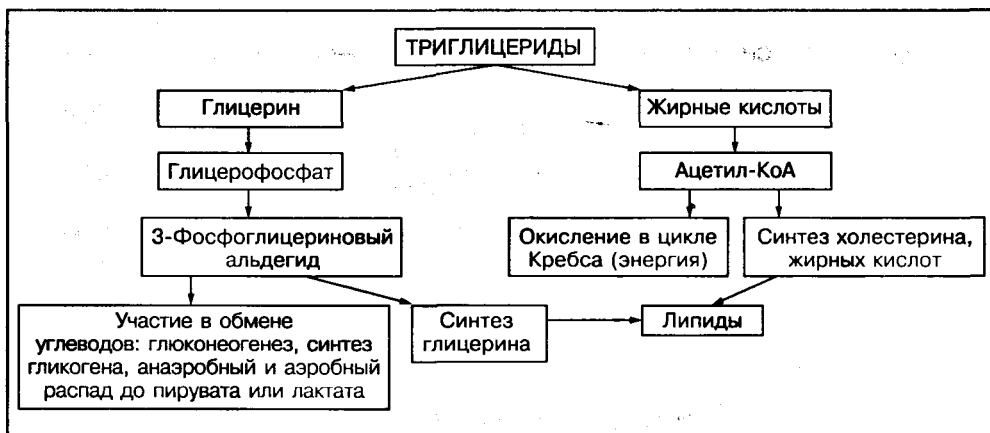 ТРИГЛИЦЕРИДЫ
Глицерин
Жирные кислоты
Глицерофосфат
Ацетил-КоА
3-Фосфоглицериновый
альдегид
Окисление в цикле
Кребса (энергия)
Синтез холестерина,
жирных кислот
Участие в обмене
углеводов: глюконеогенез, синтез
гликогена, анаэробный и аэробный
распад до пирувата или лактата
Синтез
глицерина
Липиды